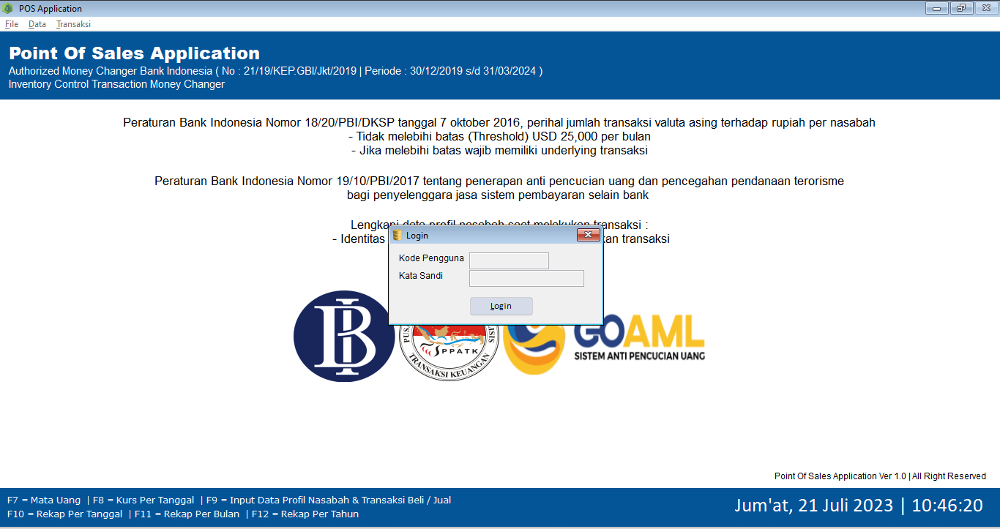 POS Application
File Data Transaksi
Point Of Sales Application
Authorized Money Changer Bank Indonesia ( No : 21/19/KEP.GBI/Jkt/2019 | Periode : 30/12/2019 s/d 31/03/2024 )
Inventory Control Transaction Money Changer
Peraturan Bank Indonesia Nomor 18/20/PBI/DKSP tanggal 7 oktober 2016, perihal jumlah transaksi valuta asing terhadap rupiah per nasabah
- Tidak melebihi batas (Threshold) USD 25,000 per bulan
- Jika melebihi batas wajib memiliki underlying transaksi
Peraturan Bank Indonesia Nomor 19/10/PBI/2017 tentang penerapan anti pencucian uang dan pencegahan pendanaan terorisme
bagi penyelenggara jasa sistem pembayaran selain bank
Lengkapi data profil nasabah saat melakukan transaksi :
- Identitas
transaksi
Login
Kode Pengguna
Kata Sandi
Login
BI
PPATK
TRANSAKSI KEUANGAN
GOAML
SISTEM ANTI PENCUCIAN UANG
Point Of Sales Application Ver 1.0 | All Right Reserved
F7 = Mata Uang | F8 = Kurs Per Tanggal | F9 = Input Data Profil Nasabah & Transaksi Beli / Jual
F10 = Rekap Per Tanggal | F11 = Rekap Per Bulan | F12 = Rekap Per Tahun
Jum'at, 21 Juli 2023 | 10:46:20